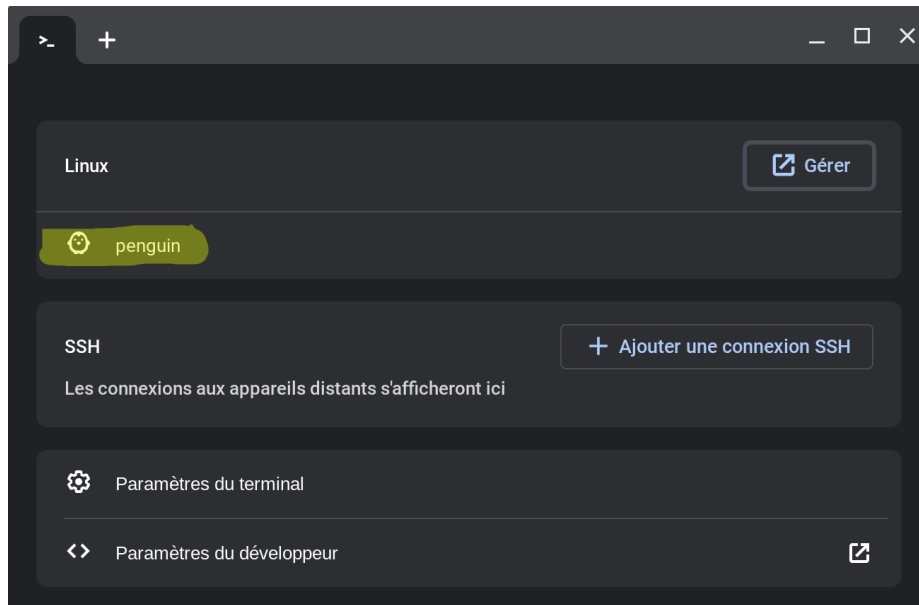 Linux
Gérer
penguin
SSH
Ajouter une connexion SSH
Les connexions aux appareils distants s'afficheront ici
Paramètres du terminal
Paramètres du développeur